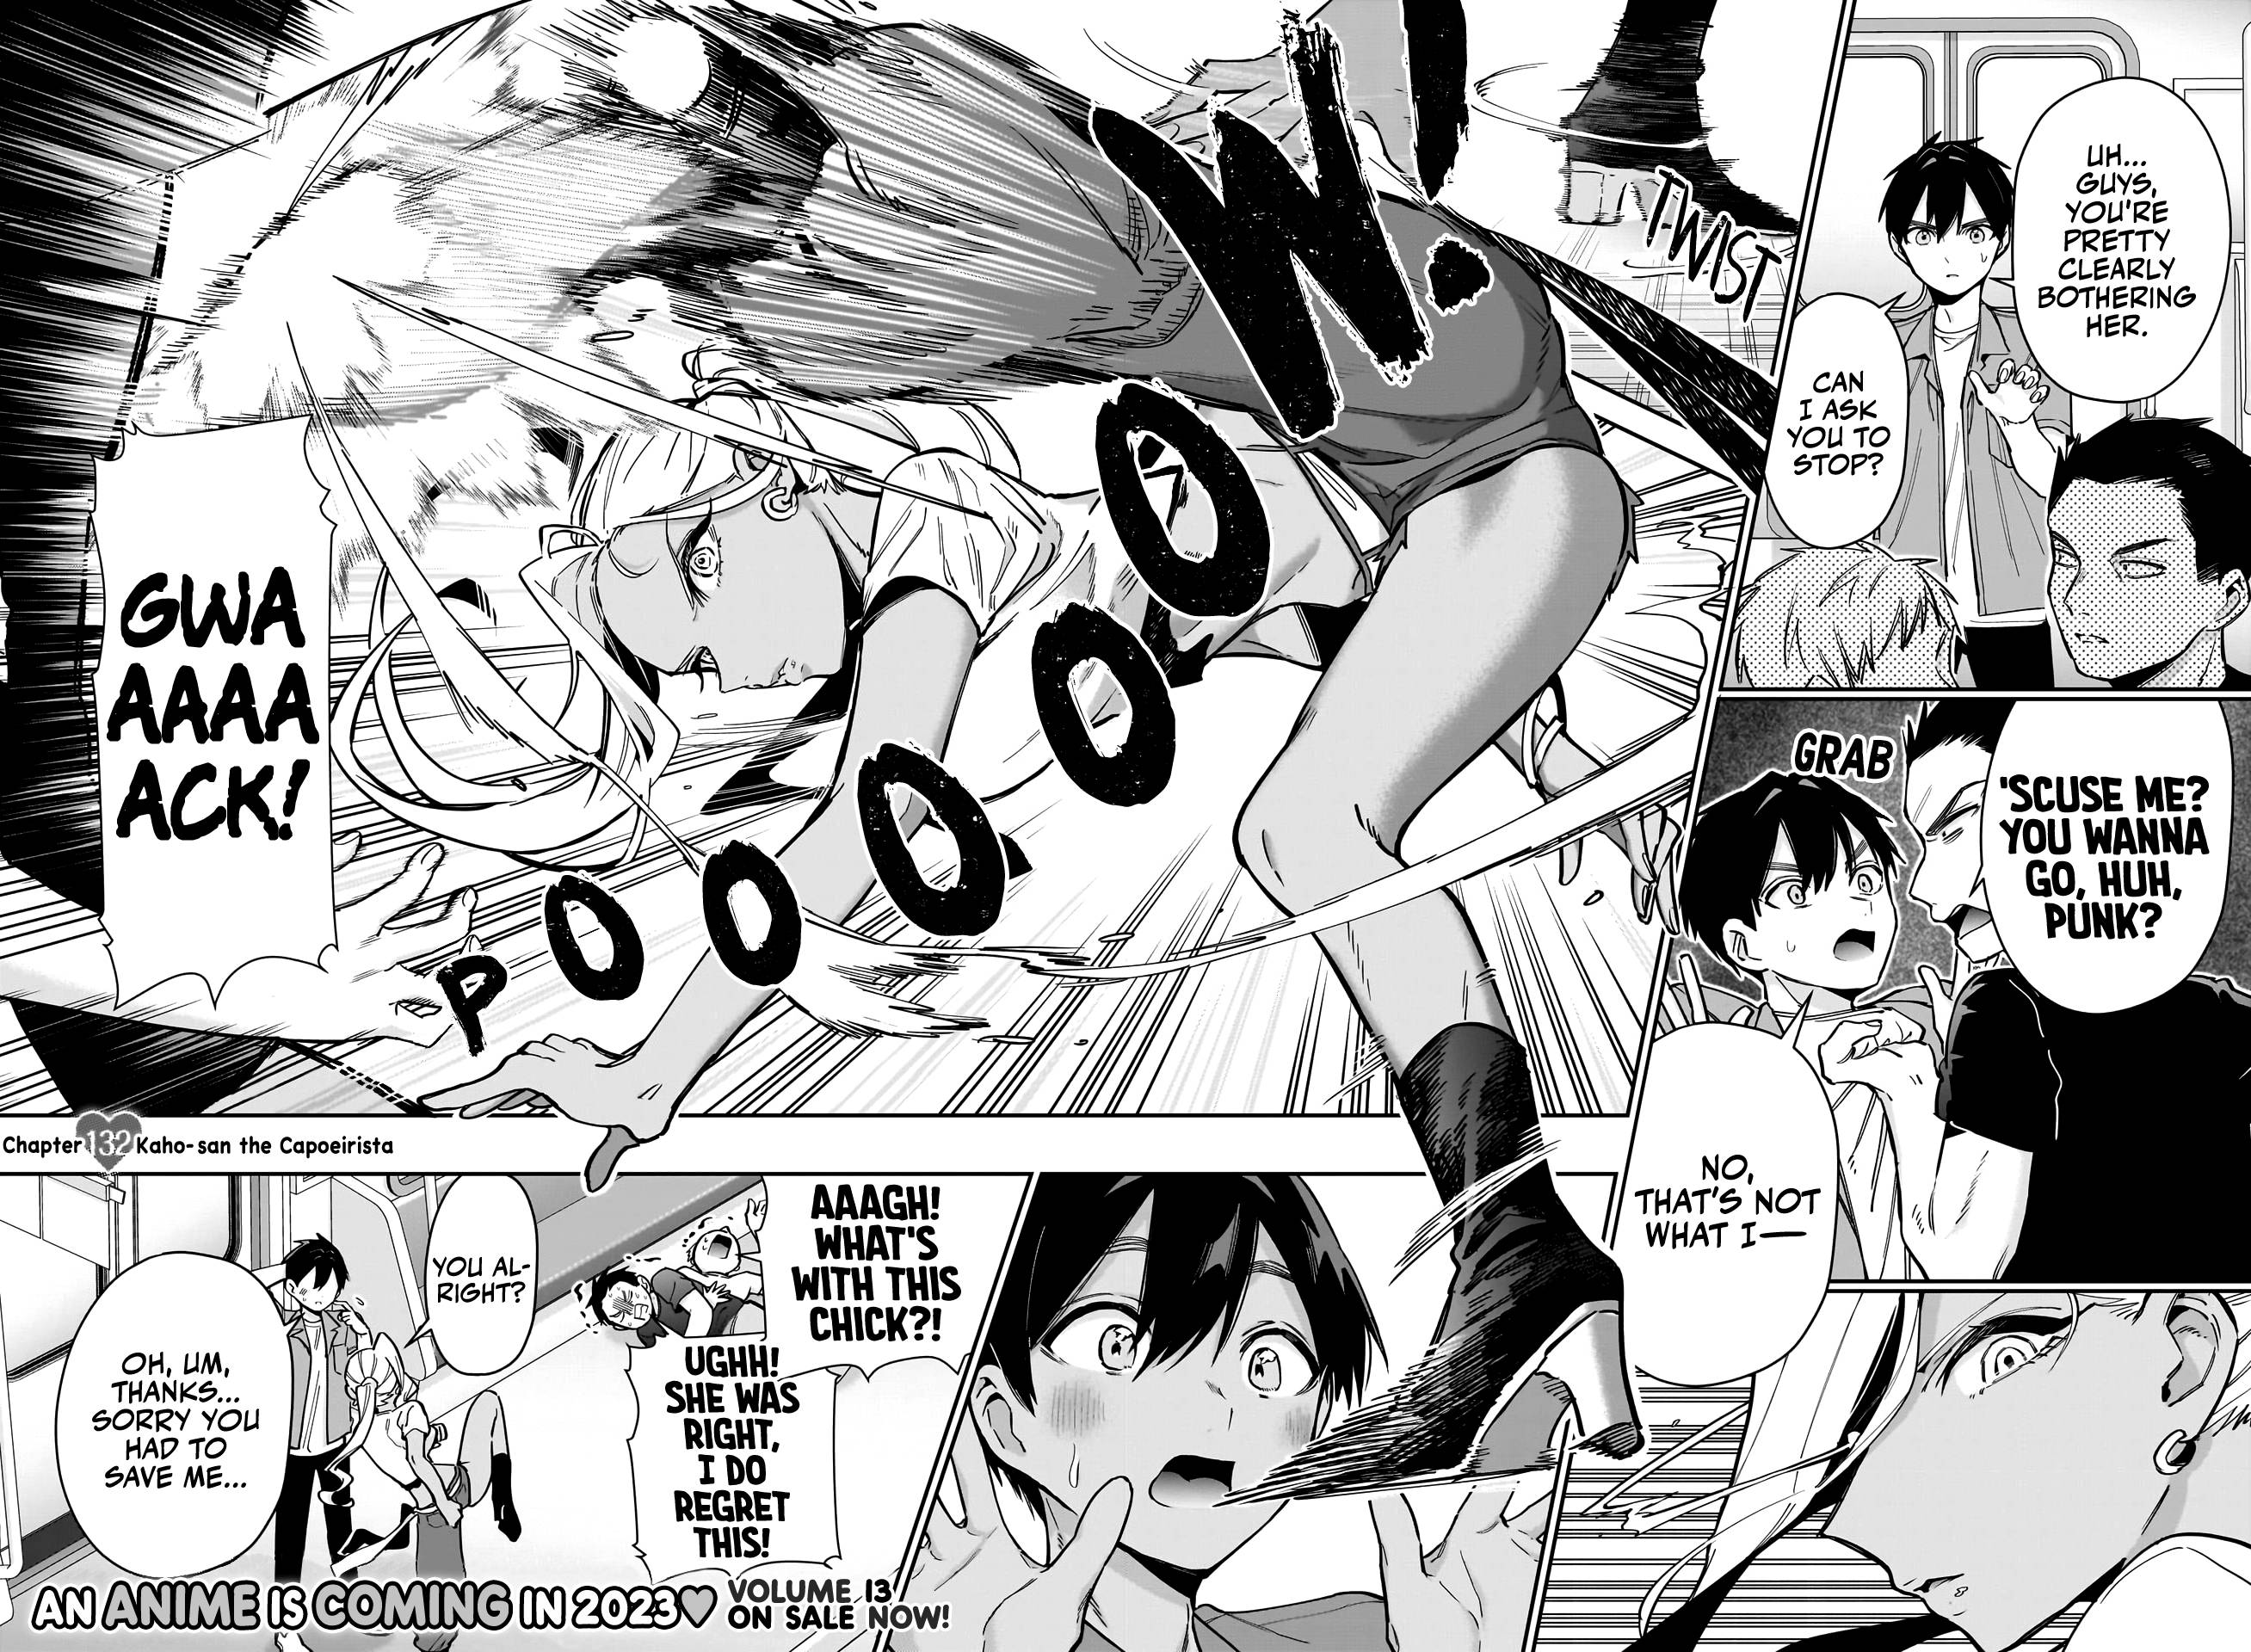 UH...
GUYS,
YOU'RE
PRETTY
CLEARLY
BOTHERING
HER.
CAN
I ASK
YOU TO
STOP?
GRAB
'SCUSE ME?
YOU WANNA
GO, HUH,
PUNK?
NO,
THAT'S NOT
WHAT I—
TWIST
POOOOOW!
GWA
AAAA
ACK!
Chapter 132 Kaho-san the Capoeirista
AAAGH!
WHAT'S
WITH THIS
CHICK?!
UGHH!
SHE WAS
RIGHT,
I DO
REGRET
THIS!
YOU AL-
RIGHT?
OH, UM,
THANKS...
SORRY YOU
HAD TO
SAVE ME...
AN ANIME IS COMING IN 2023♥
VOLUME 13
ON SALE NOW!